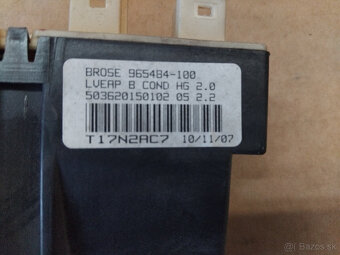 BROSE 965484-100
LVEAP B COND HG 2.0
503620150102 05 2.2
T17N2AC7 10/11/07
Bazos.sk